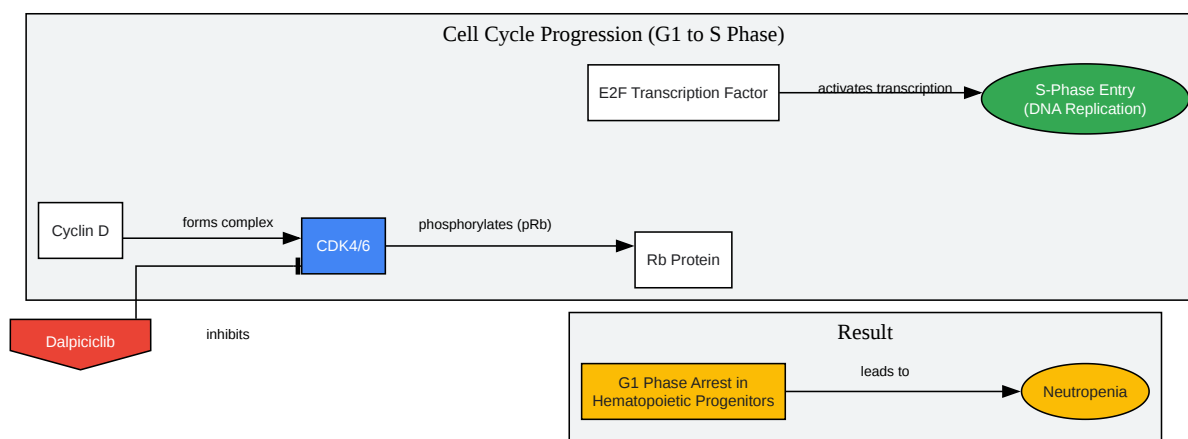 Cell Cycle Progression (G1 to S Phase)
E2F Transcription Factor
activates transcription
S-Phase Entry
(DNA Replication)
Cyclin D
forms complex
CDK4/6
phosphorylates (pRb)
Rb Protein
Dalpiciclib
inhibits
Result
G1 Phase Arrest in
Hematopoietic Progenitors
leads to
Neutropenia